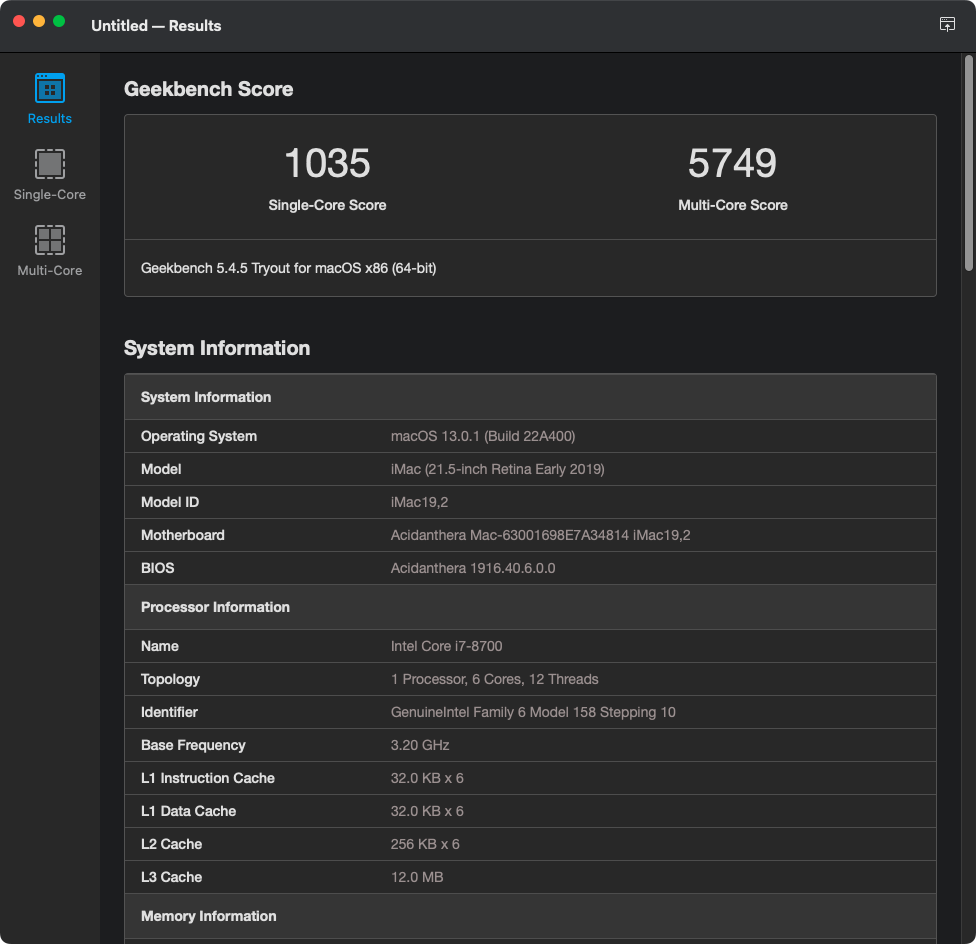 Untitled — Results
Results
Single-Core
Multi-Core
Geekbench Score
1035
Single-Core Score
5749
Multi-Core Score
Geekbench 5.4.5 Tryout for macOS x86 (64-bit)
System Information
System Information
Operating System macOS 13.0.1 (Build 22A400)
Model iMac (21.5-inch Retina Early 2019)
Model ID iMac19,2
Motherboard Acidanthera Mac-63001698E7A34814 iMac19,2
BIOS Acidanthera 1916.40.6.0.0
Processor Information
Name Intel Core i7-8700
Topology 1 Processor, 6 Cores, 12 Threads
Identifier GenuineIntel Family 6 Model 158 Stepping 10
Base Frequency 3.20 GHz
L1 Instruction Cache 32.0 KB x 6
L1 Data Cache 32.0 KB x 6
L2 Cache 256 KB x 6
L3 Cache 12.0 MB
Memory Information